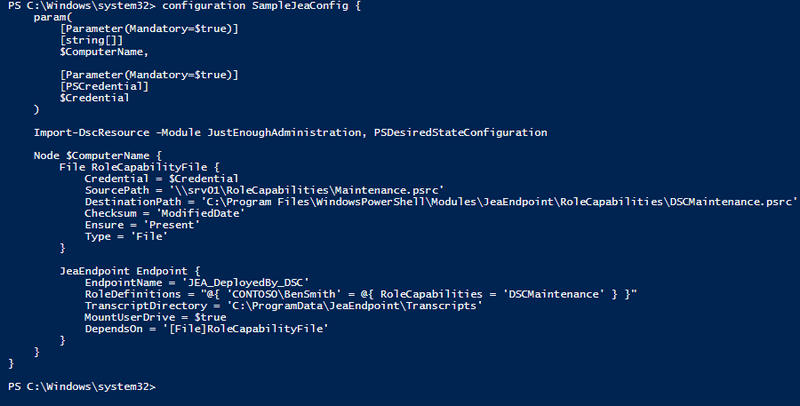 PS C:\Windows\system32> configuration SampleJeaConfig {
    param(
        [Parameter(Mandatory=$true)]
        [string[]]
        $ComputerName,

        [Parameter(Mandatory=$true)]
        [PSCredential]
        $Credential
    )

    Import-DscResource -Module JustEnoughAdministration, PSDesiredStateConfiguration

    Node $ComputerName {
        File RoleCapabilityFile {
            Credential = $Credential
            SourcePath = '\\srv01\RoleCapabilities\Maintenance.psrc'
            DestinationPath = 'C:\Program Files\WindowsPowerShell\Modules\JeaEndpoint\RoleCapabilities\DSCMaintenance.psrc'
            Checksum = 'ModifiedDate'
            Ensure = 'Present'
            Type = 'File'
        }

        JeaEndpoint Endpoint {
            EndpointName = 'JEA_DeployedBy_DSC'
            RoleDefinitions = "@{ 'CONTOSO\BenSmith' = @{ RoleCapabilities = 'DSCMaintenance' } }"
            TranscriptDirectory = 'C:\ProgramData\JeaEndpoint\Transcripts'
            MountUserDrive = $true
            DependsOn = '[File]RoleCapabilityFile'
        }
    }
}

PS C:\Windows\system32>